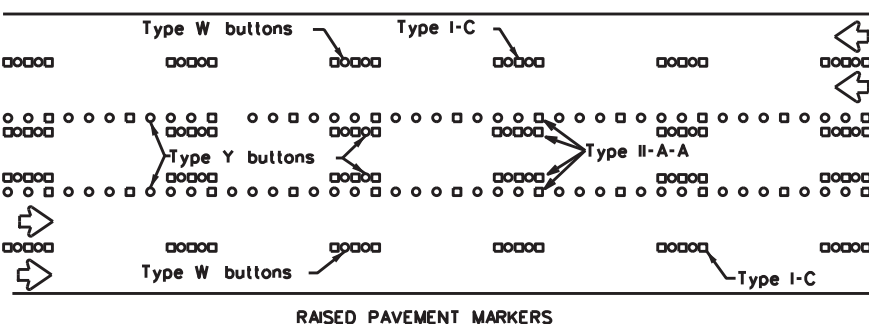 Type W buttons
Type I-C
Type Y buttons
Type II-A-A
Type W buttons
Type I-C
RAISED PAVEMENT MARKERS